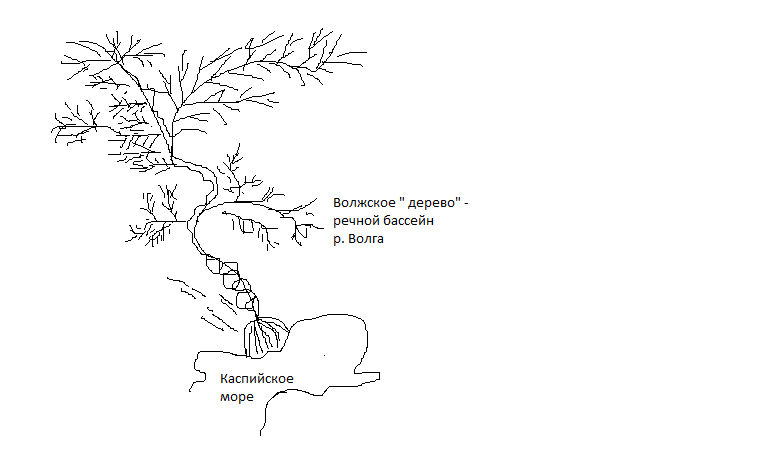 Волжское " дерево" -
речной бассейн
р. Волга
Каспийское
море